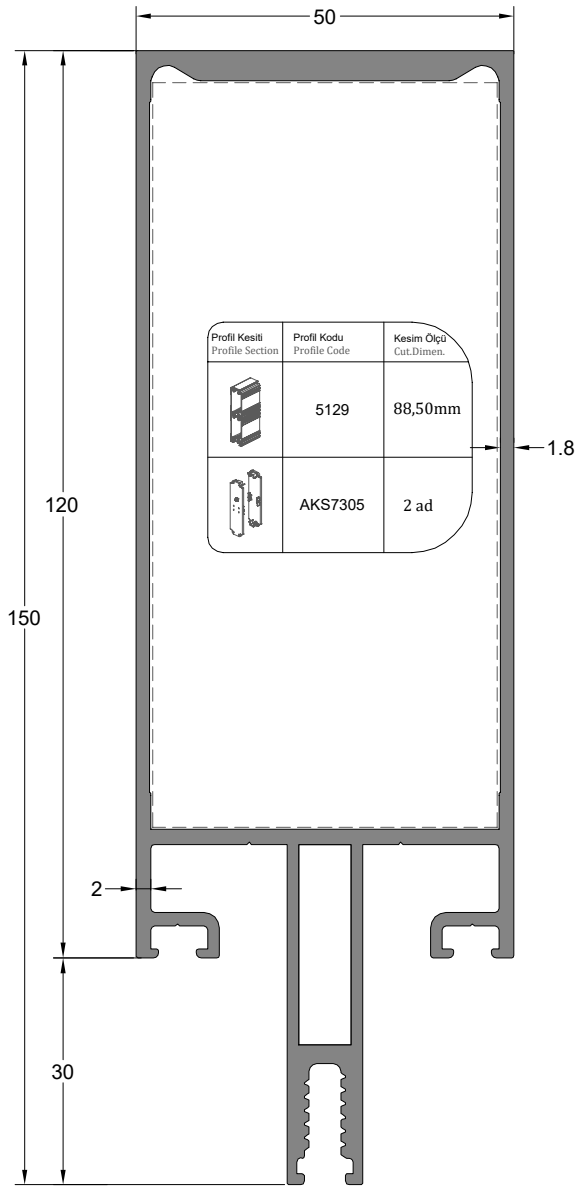 50
Profil Kesiti
Profile Section
Profil Kodu
Profile Code
Kesim Ölçü
Cut.Dimen.
5129
88,50mm
1.8
AKS7305
2 ad
120
150
2
30